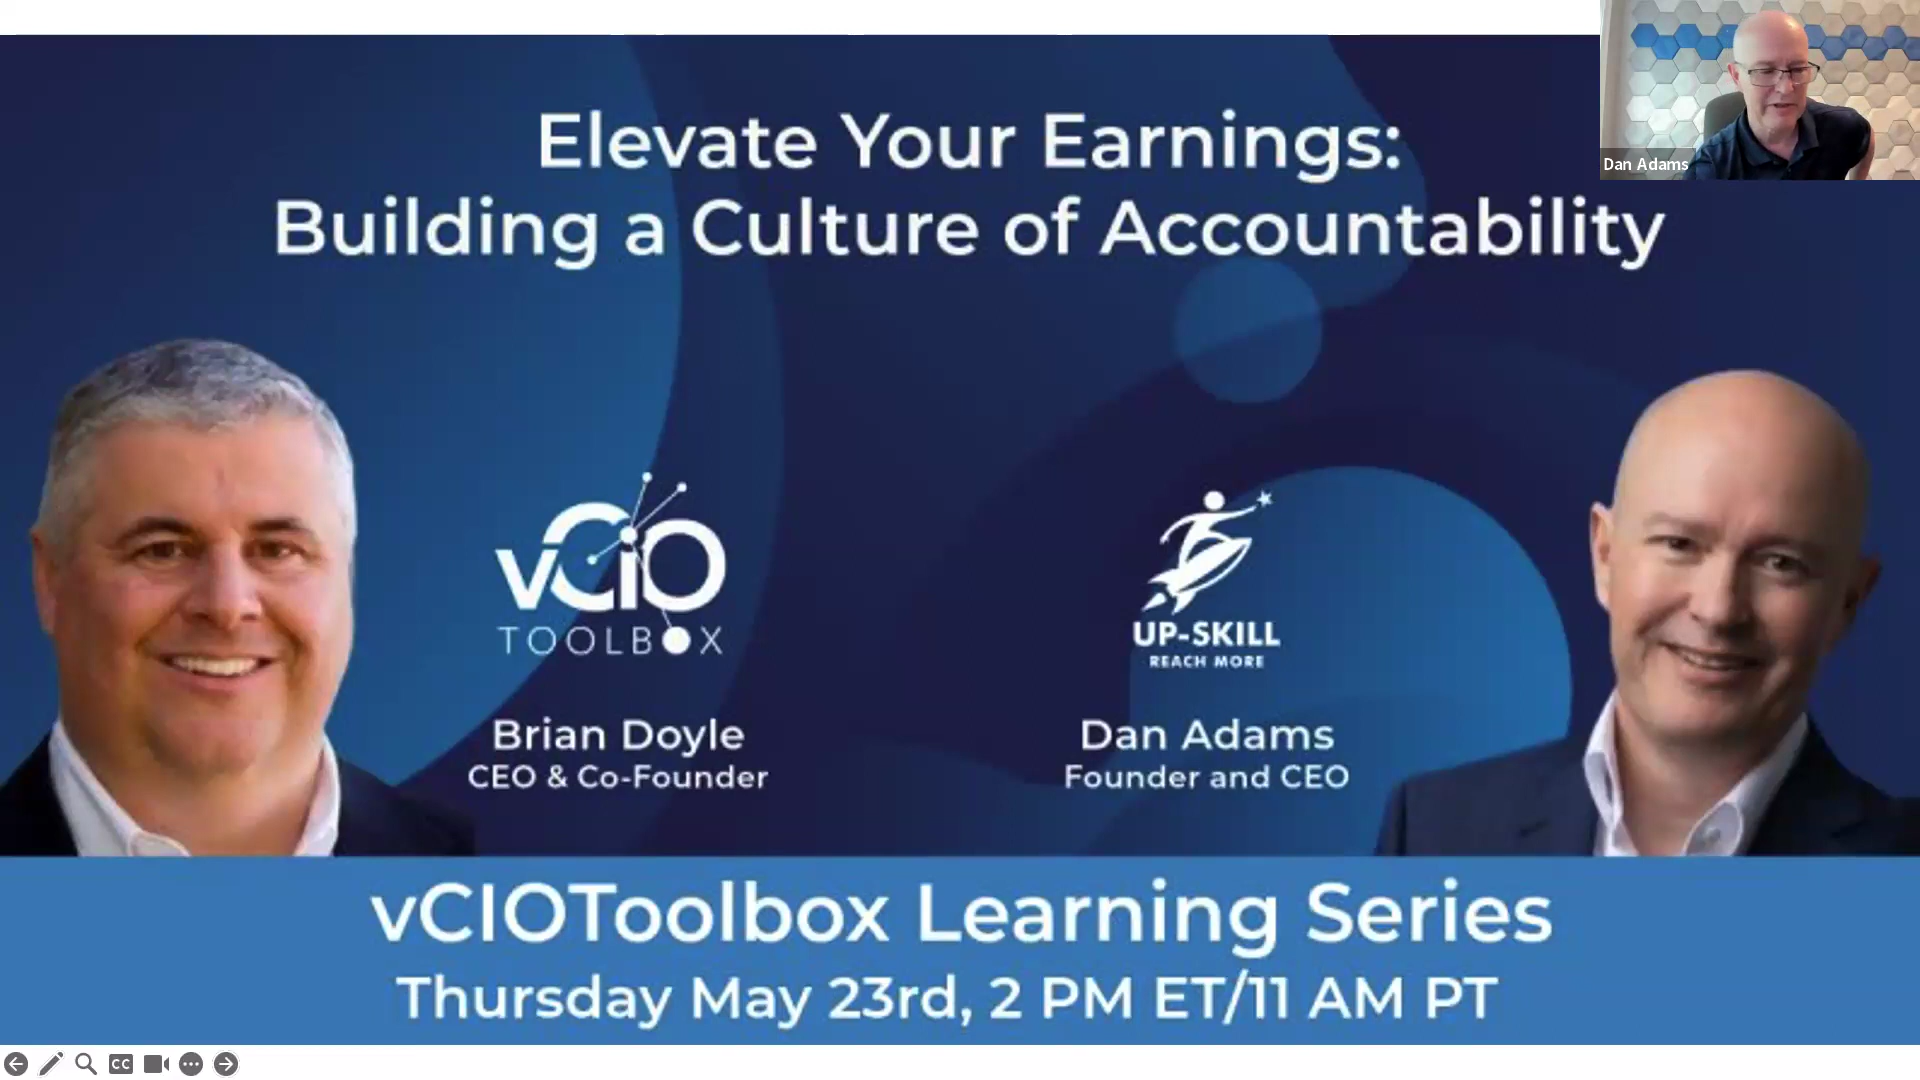 Elevate Your Earnings:
Building a Culture of Accountability
Dan Adams
vCiO
TOOLBOX
UP-SKILL
REACH MORE
Brian Doyle
CEO & Co-Founder
Dan Adams
Founder and CEO
vCIOToolbox Learning Series
Thursday May 23rd, 2 PM ET/11 AM PT
CC